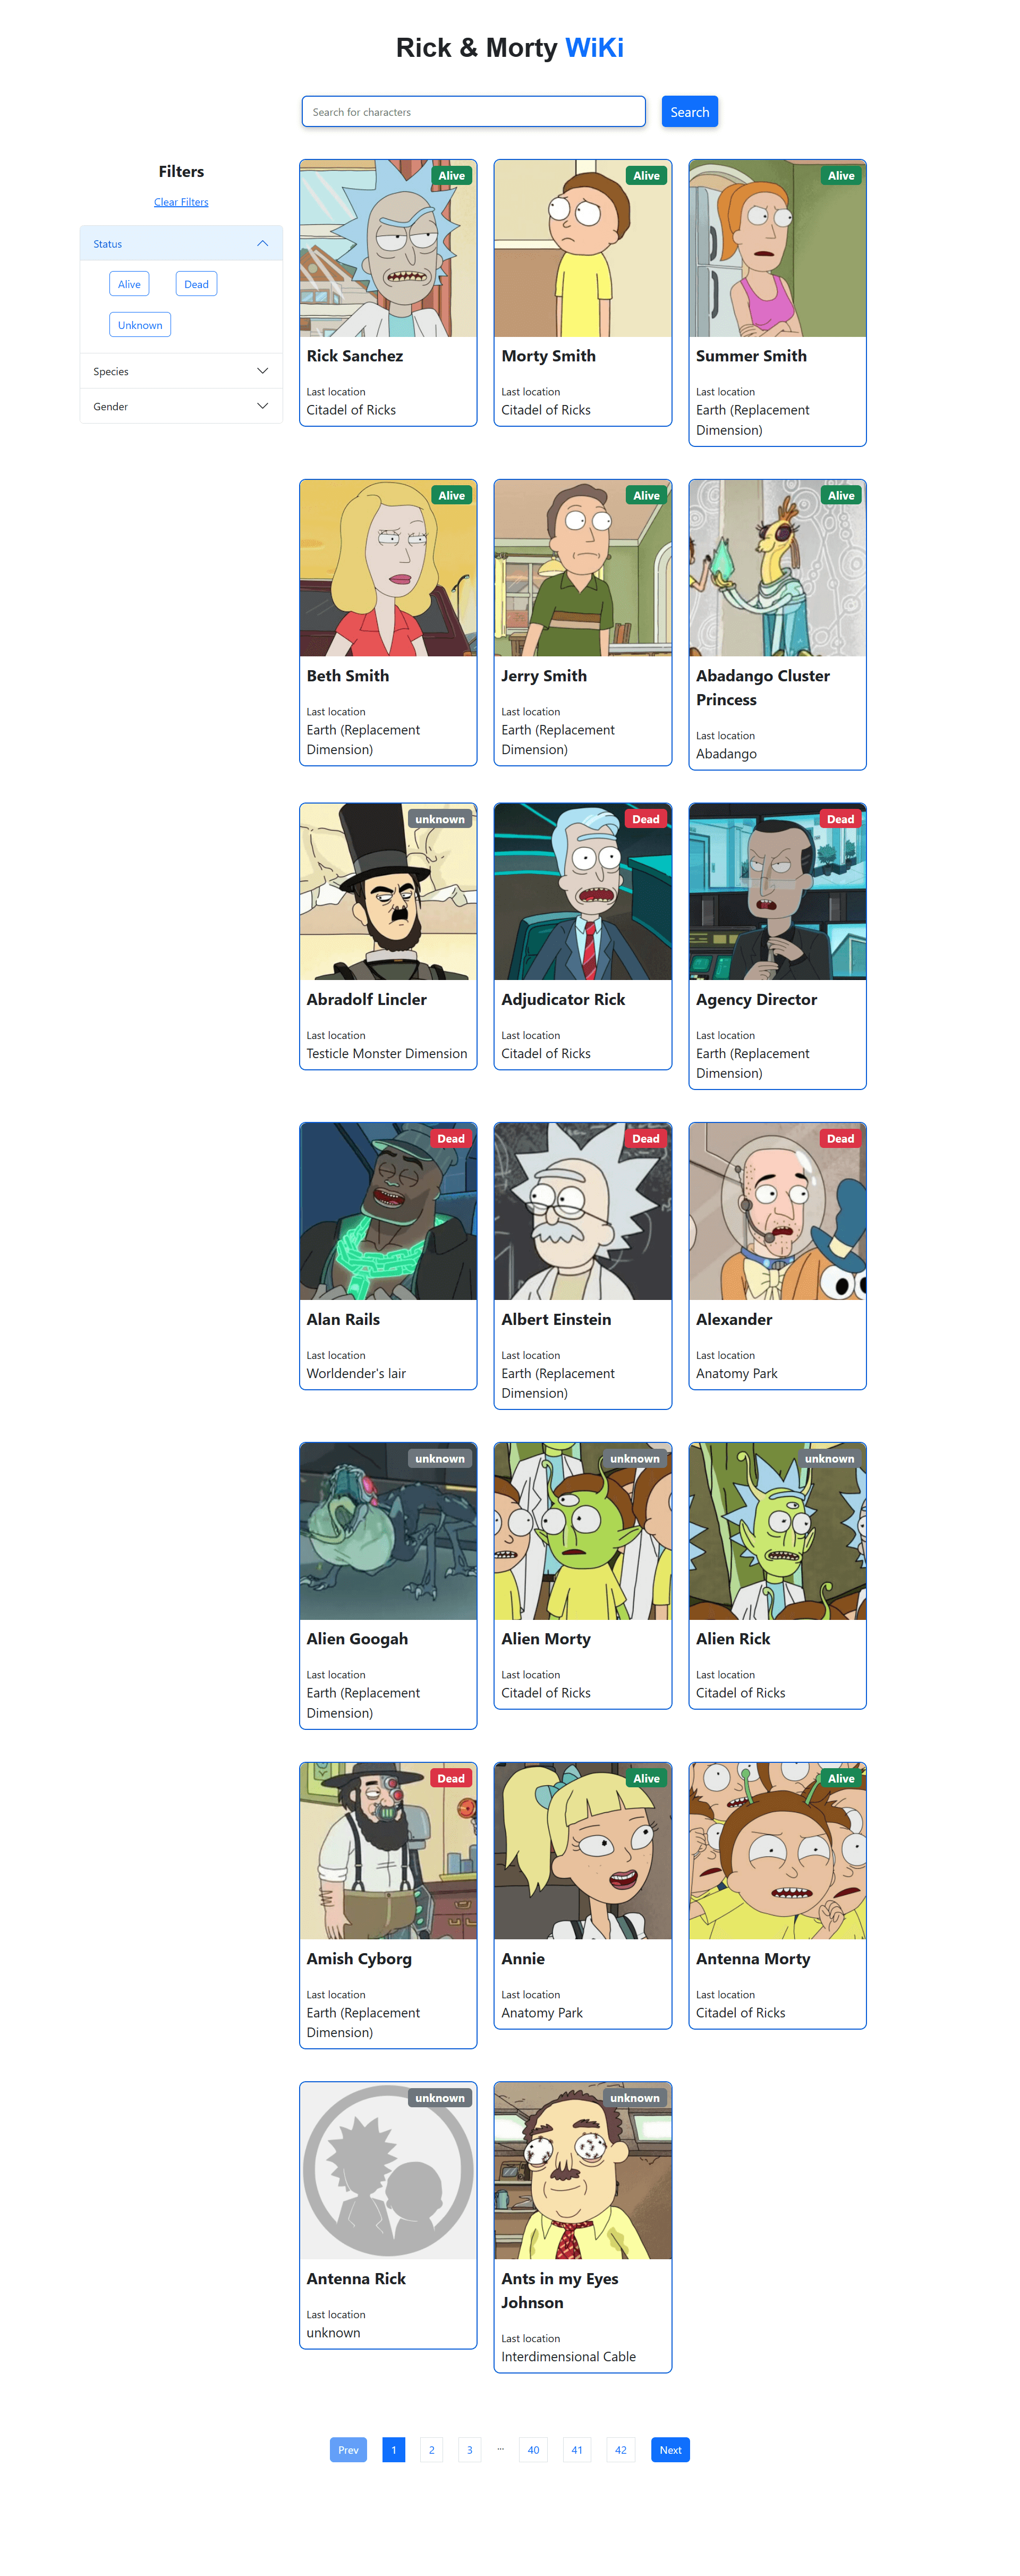 Rick & Morty WiKi
Search for characters
Search
Filters
Clear Filters
Status
Alive
Dead
Unknown
Species
Gender
Alive
Rick Sanchez
Last location
Citadel of Ricks
Alive
Morty Smith
Last location
Citadel of Ricks
Alive
Summer Smith
Last location
Earth (Replacement
Dimension)
Alive
Beth Smith
Last location
Earth (Replacement
Dimension)
Alive
Jerry Smith
Last location
Earth (Replacement
Dimension)
Alive
Abadango Cluster
Princess
Last location
Abadango
unknown
Abradolf Lincler
Last location
Testicle Monster Dimension
Dead
Adjudicator Rick
Last location
Citadel of Ricks
Dead
Agency Director
Last location
Earth (Replacement
Dimension)
Dead
Alan Rails
Last location
Worldender's lair
Dead
Albert Einstein
Last location
Earth (Replacement
Dimension)
Dead
Alexander
Last location
Anatomy Park
unknown
Alien Googah
Last location
Earth (Replacement
Dimension)
unknown
Alien Morty
Last location
Citadel of Ricks
unknown
Alien Rick
Last location
Citadel of Ricks
Dead
Amish Cyborg
Last location
Earth (Replacement
Dimension)
Alive
Annie
Last location
Anatomy Park
Alive
Antenna Morty
Last location
Citadel of Ricks
unknown
Antenna Rick
Last location
unknown
unknown
Ants in my Eyes
Johnson
Last location
Interdimensional Cable
Prev 1 2 3 ... 40 41 42 Next